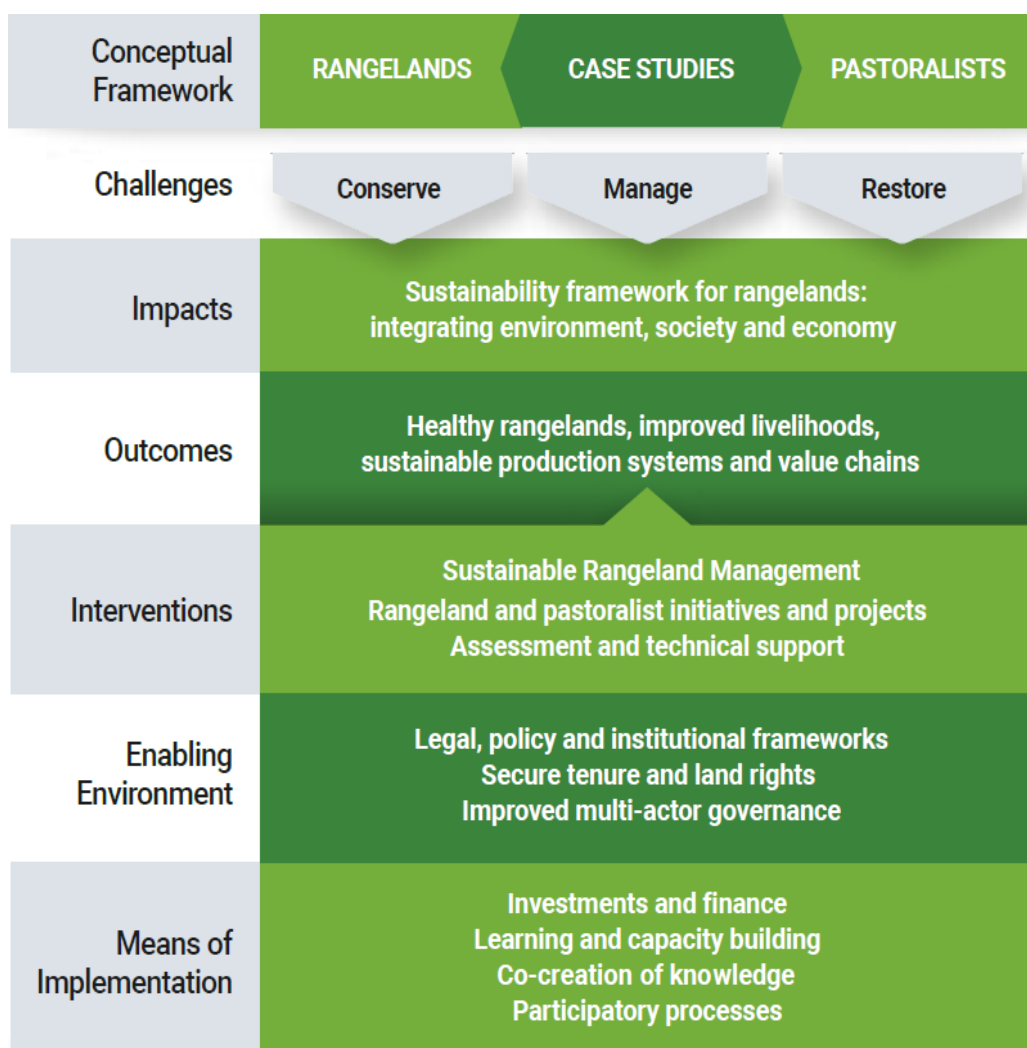 Conceptual
Framework
RANGELANDS
CASE STUDIES
PASTORALISTS
Challenges
Conserve
Manage
Restore
Impacts
Sustainability framework for rangelands:
integrating environment, society and economy
Outcomes
Healthy rangelands, improved livelihoods,
sustainable production systems and value chains
Interventions
Sustainable Rangeland Management
Rangeland and pastoralist initiatives and projects
Assessment and technical support
Enabling
Environment
Legal, policy and institutional frameworks
Secure tenure and land rights
Improved multi-actor governance
Means of
Implementation
Investments and finance
Learning and capacity building
Co-creation of knowledge
Participatory processes